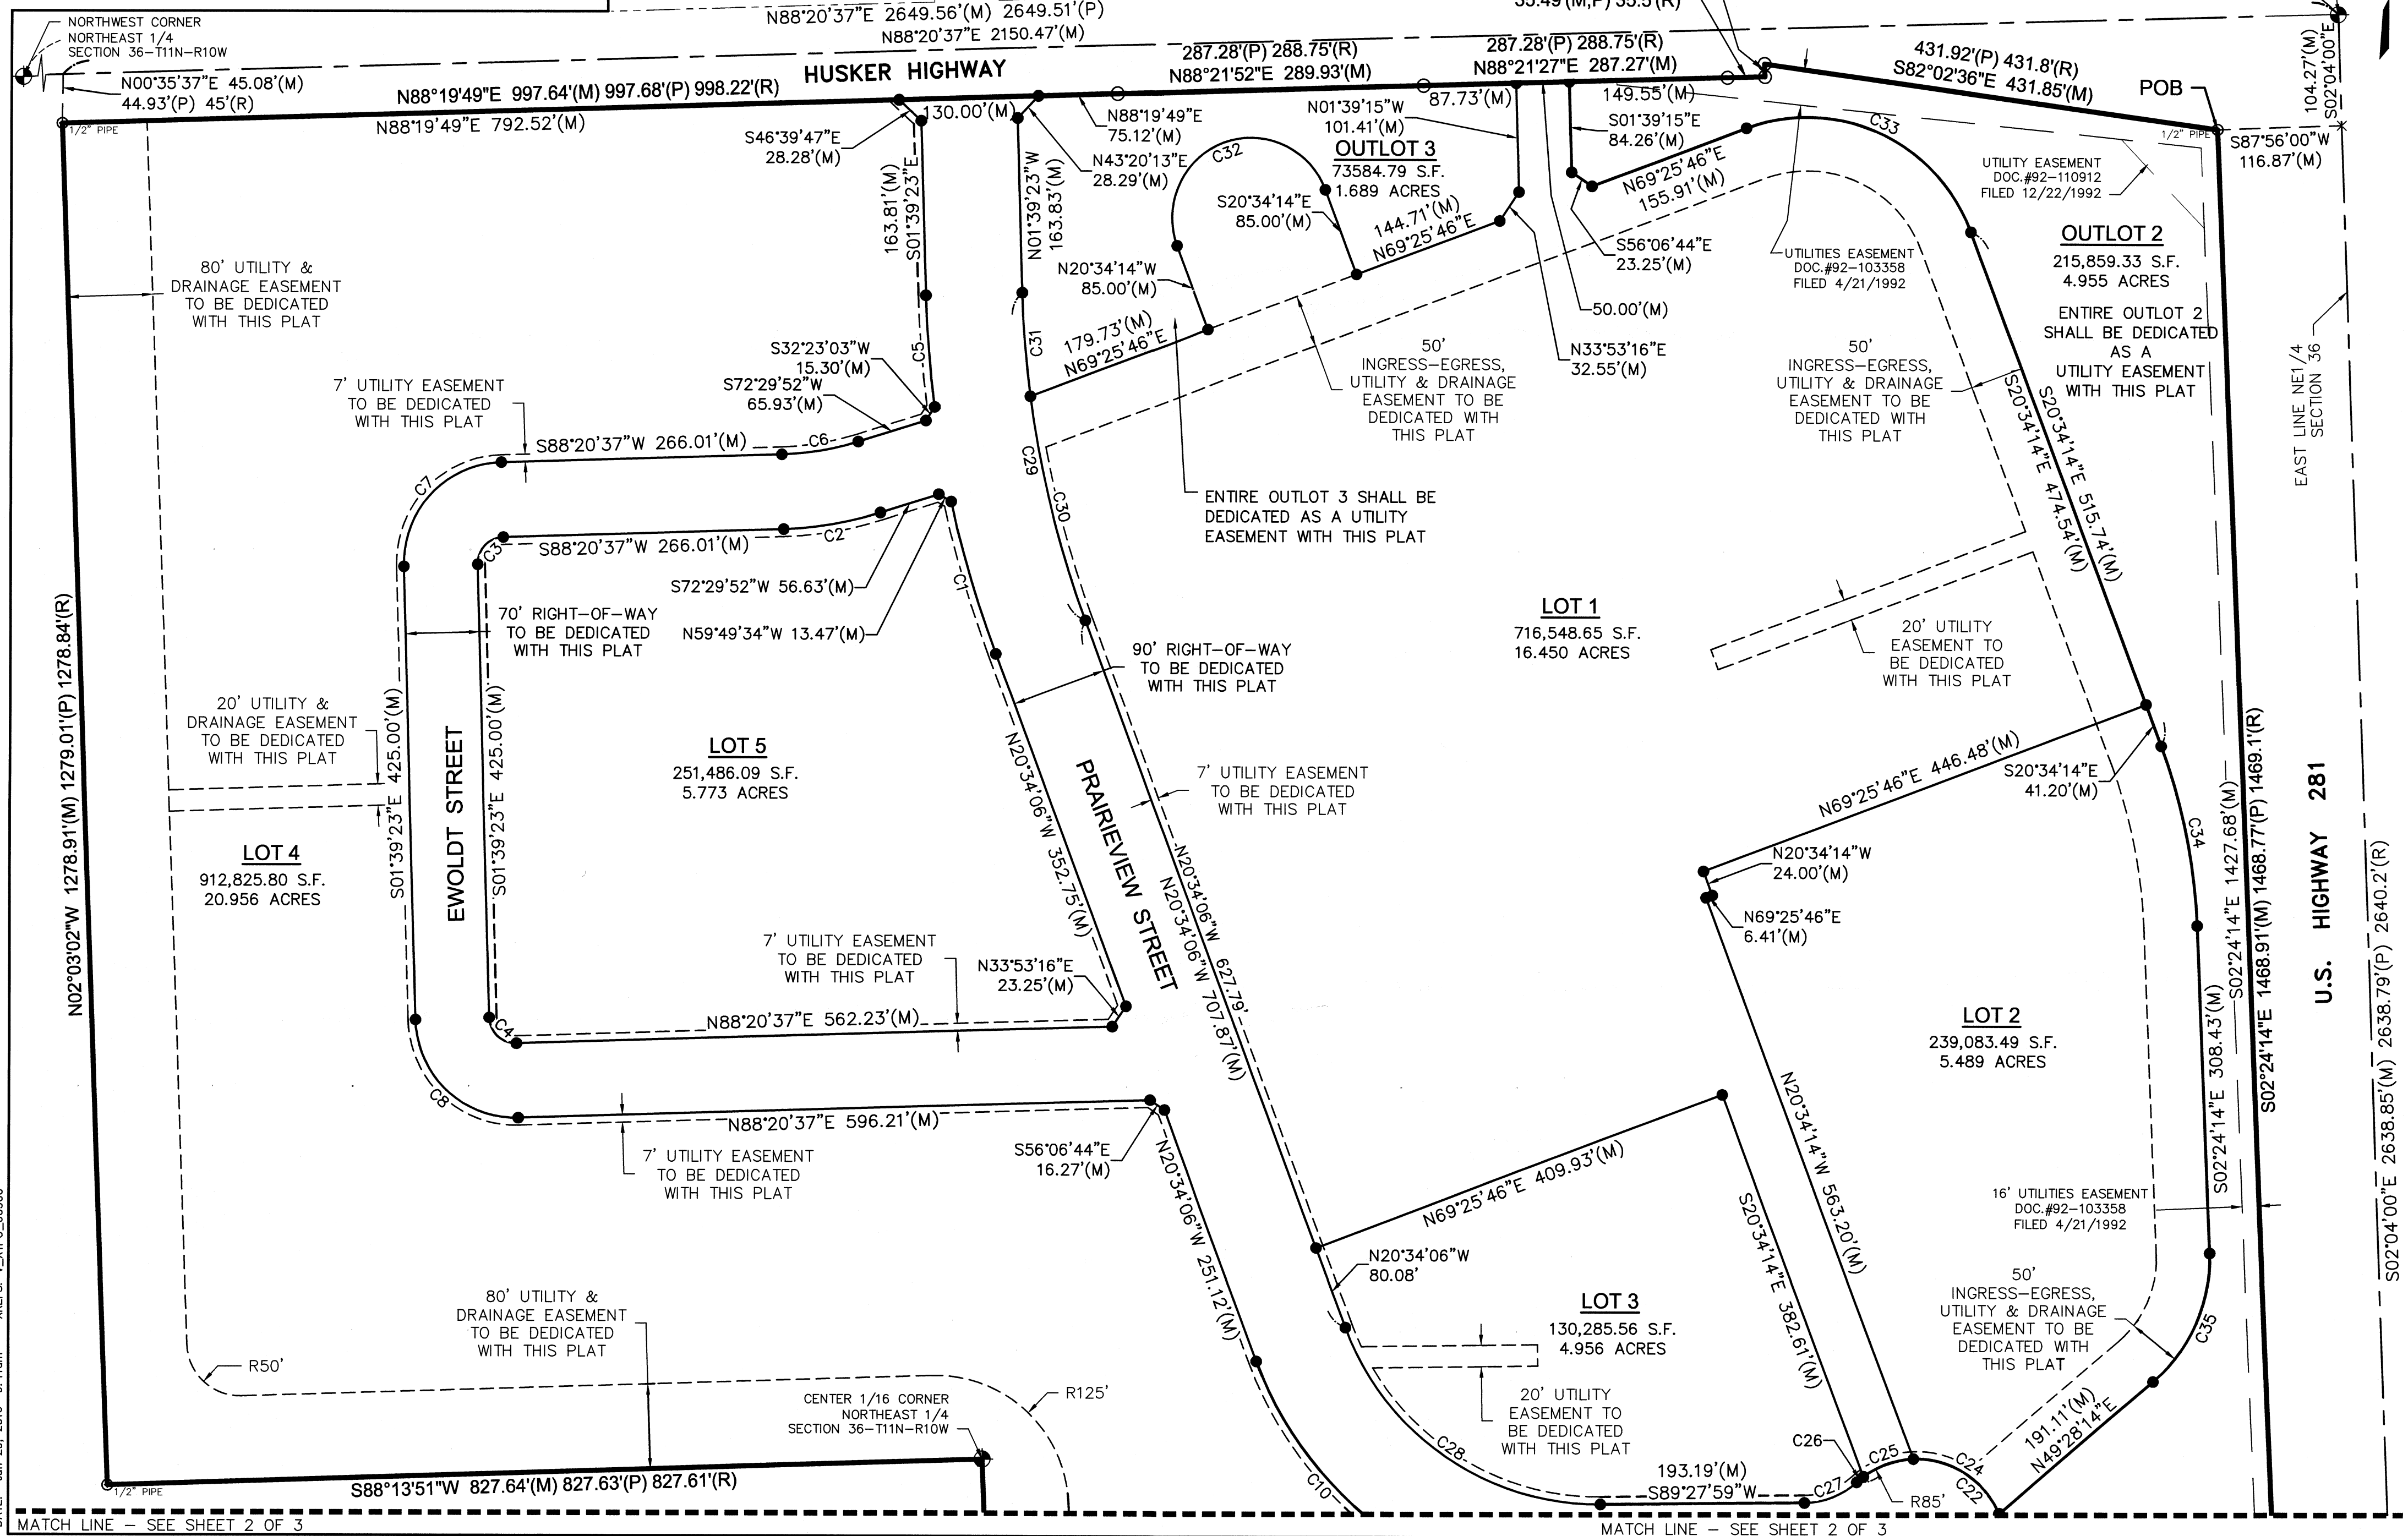 NORTHWEST CORNER
NORTHEAST 1/4
SECTION 36-T11N-R10W
N88°20'37"E 2649.56'(M) 2649.51'(P)
N88°20'37"E 2150.47'(M)
35.49'(M,P) 35.5'(R)
N00°35'37"E 45.08'(M)
44.93'(P) 45'(R)
N88°19'49"E 997.64'(M) 997.68'(P) 998.22'(R)
HUSKER HIGHWAY
287.28'(P) 288.75'(R)
N88°21'52"E 289.93'(M)
287.28'(P) 288.75'(R)
N88°21'27"E 287.27'(M)
431.92'(P) 431.8'(R)
S82°02'36"E 431.85'(M)
POB
104.27'(M)
S02°04'00"E
1/2" PIPE
N88°19'49"E 792.52'(M)
S46°39'47"E
28.28'(M)
130.00'(M)
N88°19'49"E
75.12'(M)
N43°20'13"E
28.29'(M)
87.73'(M)
N01°39'15"W
101.41'(M)
149.55'(M)
S01°39'15"E
84.26'(M)
C33
1/2" PIPE
S87°56'00"W
116.87'(M)
163.81'(M)
S01°39'23"E
N01°39'23"W
163.83'(M)
C32
OUTLOT 3
73584.79 S.F.
1.689 ACRES
S20°34'14"E
85.00'(M)
144.71'(M)
N69°25'46"E
N69°25'46"E
155.91'(M)
S56°06'44"E
23.25'(M)
UTILITY EASEMENT
DOC.#92-110912
FILED 12/22/1992
UTILITIES EASEMENT
DOC.#92-103358
FILED 4/21/1992
OUTLOT 2
215,859.33 S.F.
4.955 ACRES
ENTIRE OUTLOT 2
SHALL BE DEDICATED
AS A
UTILITY EASEMENT
WITH THIS PLAT
80' UTILITY &
DRAINAGE EASEMENT
TO BE DEDICATED
WITH THIS PLAT
N20°34'14"W
85.00'(M)
50.00'(M)
C5
C31
179.73'(M)
N69°25'46"E
50'
INGRESS-EGRESS,
UTILITY & DRAINAGE
EASEMENT TO BE
DEDICATED WITH
THIS PLAT
N33°53'16"E
32.55'(M)
50'
INGRESS-EGRESS,
UTILITY & DRAINAGE
EASEMENT TO BE
DEDICATED WITH
THIS PLAT
EAST LINE NE1/4
SECTION 36
S32°23'03"W
15.30'(M)
S72°29'52"W
65.93'(M)
7' UTILITY EASEMENT
TO BE DEDICATED
WITH THIS PLAT
S88°20'37"W 266.01'(M)
C6
C7
C29
C30
ENTIRE OUTLOT 3 SHALL BE
DEDICATED AS A UTILITY
EASEMENT WITH THIS PLAT
S20°34'14"E 515.74'(M)
S20°34'14"E 474.54'(M)
C3
S88°20'37"W 266.01'(M)
C2
C1
S72°29'52"W 56.63'(M)
N59°49'34"W 13.47'(M)
70' RIGHT-OF-WAY
TO BE DEDICATED
WITH THIS PLAT
90' RIGHT-OF-WAY
TO BE DEDICATED
WITH THIS PLAT
LOT 1
716,548.65 S.F.
16.450 ACRES
20' UTILITY
EASEMENT TO
BE DEDICATED
WITH THIS PLAT
N02°03'02"W 1278.91'(M) 1279.01'(P) 1278.84'(R)
20' UTILITY &
DRAINAGE EASEMENT
TO BE DEDICATED
WITH THIS PLAT
S01°39'23"E 425.00'(M)
EWOLDT STREET
S01°39'23"E 425.00'(M)
LOT 5
251,486.09 S.F.
5.773 ACRES
N20°34'06"W 352.75'(M)
PRAIRIEVIEW STREET
7' UTILITY EASEMENT
TO BE DEDICATED
WITH THIS PLAT
N20°34'06"W 627.79'
N20°34'06"W 707.87'(M)
N69°25'46"E 446.48'(M)
S20°34'14"E
41.20'(M)
C34
S02°24'14"E 1427.68'(M)
S02°24'14"E 1468.91'(M) 1468.77'(P) 1469.1'(R)
U.S. HIGHWAY 281
S02°04'00"E 2638.85'(M) 2638.79'(P) 2640.2'(R)
LOT 4
912,825.80 S.F.
20.956 ACRES
N20°34'14"W
24.00'(M)
N69°25'46"E
6.41'(M)
7' UTILITY EASEMENT
TO BE DEDICATED
WITH THIS PLAT
N33°53'16"E
23.25'(M)
C4
N88°20'37"E 562.23'(M)
C8
N88°20'37"E 596.21'(M)
7' UTILITY EASEMENT
TO BE DEDICATED
WITH THIS PLAT
S56°06'44"E
16.27'(M)
N20°34'06"W 251.12'(M)
LOT 2
239,083.49 S.F.
5.489 ACRES
S02°24'14"E 308.43'(M)
N20°34'14"W 563.20'(M)
N69°25'46"E 409.93'(M)
S20°34'14"E 382.61'(M)
16' UTILITIES EASEMENT
DOC.#92-103358
FILED 4/21/1992
N20°34'06"W
80.08'
LOT 3
130,285.56 S.F.
4.956 ACRES
50'
INGRESS-EGRESS,
UTILITY & DRAINAGE
EASEMENT TO BE
DEDICATED WITH
THIS PLAT
C35
80' UTILITY &
DRAINAGE EASEMENT
TO BE DEDICATED
WITH THIS PLAT
R50'
R125'
CENTER 1/16 CORNER
NORTHEAST 1/4
SECTION 36-T11N-R10W
20' UTILITY
EASEMENT TO
BE DEDICATED
WITH THIS PLAT
C28
C26
C25
C24
C22
C27
R85'
191.11'(M)
N49°28'14"E
193.19'(M)
S89°27'59"W
C10
1/2" PIPE
S88°13'51"W 827.64'(M) 827.63'(P) 827.61'(R)
MATCH LINE - SEE SHEET 2 OF 3
MATCH LINE - SEE SHEET 2 OF 3